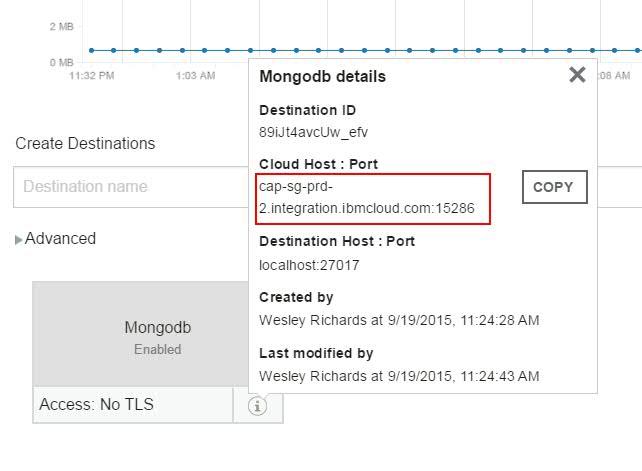 2 MB
0 MB
11:32 PM
1:03 AM
:08 AM
Mongodb details
Destination ID
89iJt4avcUw_efv
Cloud Host : Port
cap-sg-prd-
2.integration.ibmcloud.com:15286
COPY
Destination Host : Port
localhost:27017
Created by
Wesley Richards at 9/19/2015, 11:24:28 AM
Last modified by
Wesley Richards at 9/19/2015, 11:24:43 AM
Create Destinations
Destination name
Advanced
Mongodb
Enabled
Access: No TLS